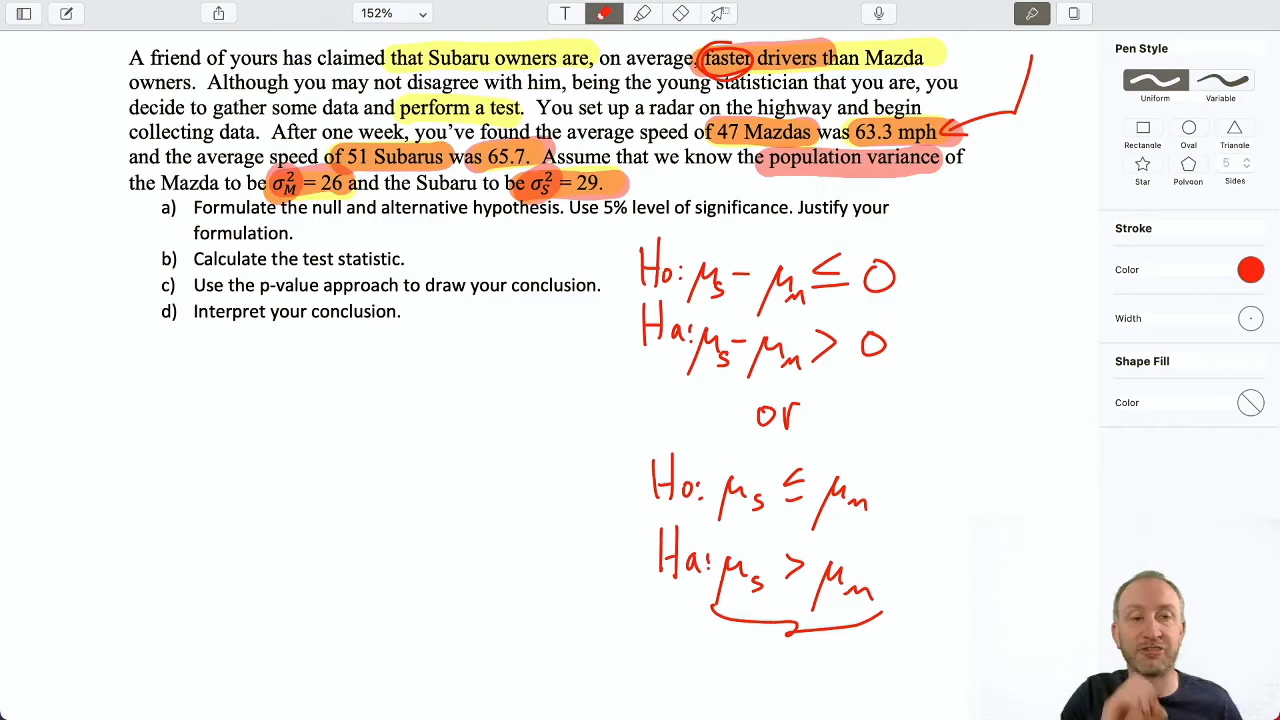 152%
T
A friend of yours has claimed that Subaru owners are, on average, faster drivers than Mazda
owners. Although you may not disagree with him, being the young statistician that you are, you
decide to gather some data and perform a test. You set up a radar on the highway and begin
collecting data. After one week, you've found the average speed of 47 Mazdas was 63.3 mph
and the average speed of 51 Subarus was 65.7. Assume that we know the population variance of
the Mazda to be σ²_M = 26 and the Subaru to be σ²_S = 29.
a) Formulate the null and alternative hypothesis. Use 5% level of significance. Justify your
formulation.
b) Calculate the test statistic.
c) Use the p-value approach to draw your conclusion.
d) Interpret your conclusion.
Ho: μs - μm ≤ 0
Ha: μs - μm > 0
or
Ho: μs ≤ μm
Ha: μs > μm
Pen Style
Uniform Variable
Rectangle Oval Triangle
Star Polygon 5 Sides
Stroke
Color
Width
Shape Fill
Color